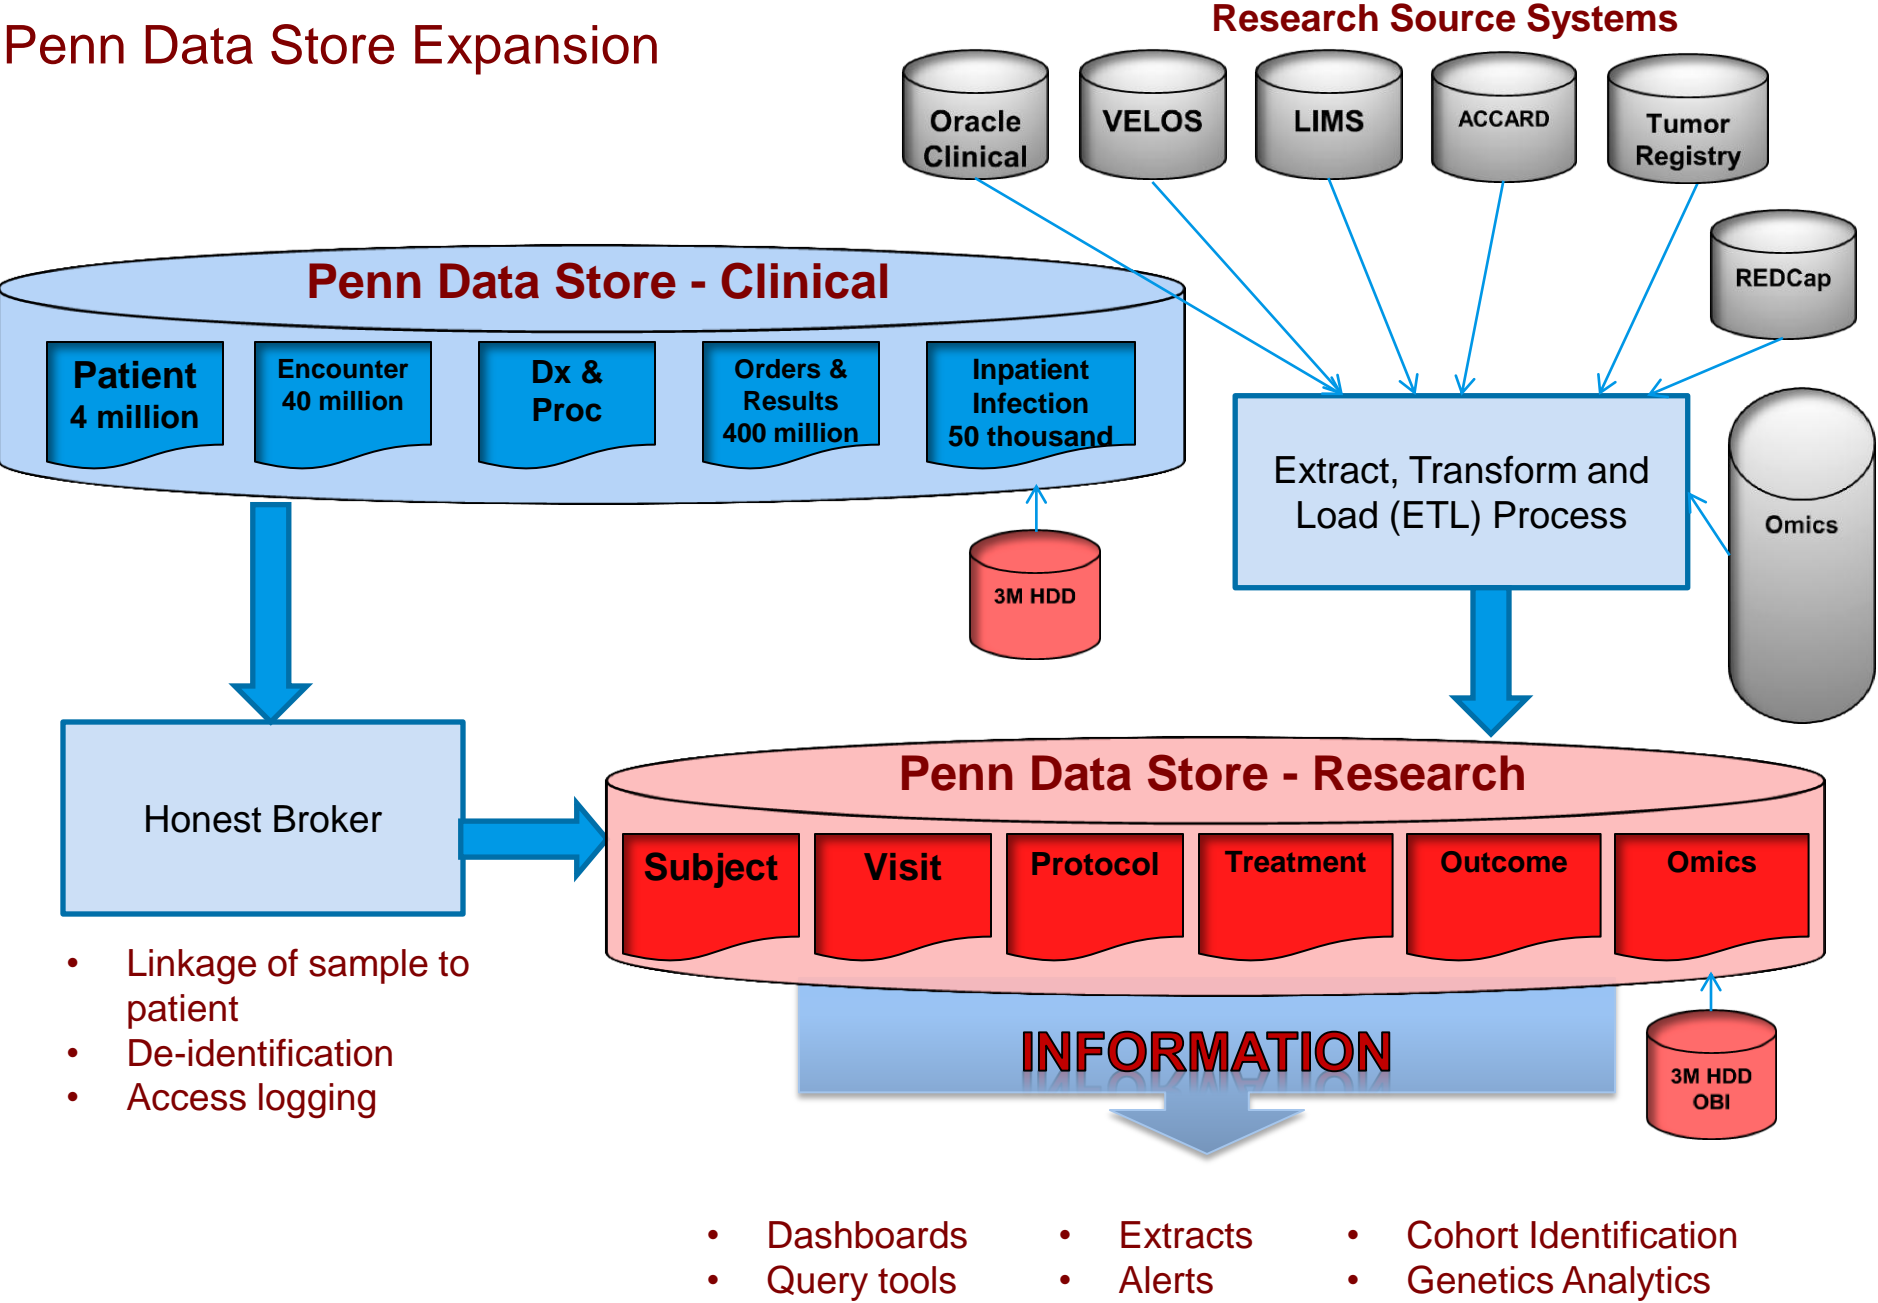 Penn Data Store Expansion
Research Source Systems
Oracle
Clinical
VELOS
LIMS
ACCARD
Tumor
Registry
REDCap
Penn Data Store - Clinical
Patient
4 million
Encounter
40 million
Dx &
Proc
Orders &
Results
400 million
Inpatient
Infection
50 thousand
Extract, Transform and
Load (ETL) Process
Omics
3M HDD
Honest Broker
Penn Data Store - Research
Subject
Visit
Protocol
Treatment
Outcome
Omics
• Linkage of sample to
patient
• De-identification
• Access logging
INFORMATION
3M HDD
OBI
• Dashboards
• Query tools
• Extracts
• Alerts
• Cohort Identification
• Genetics Analytics